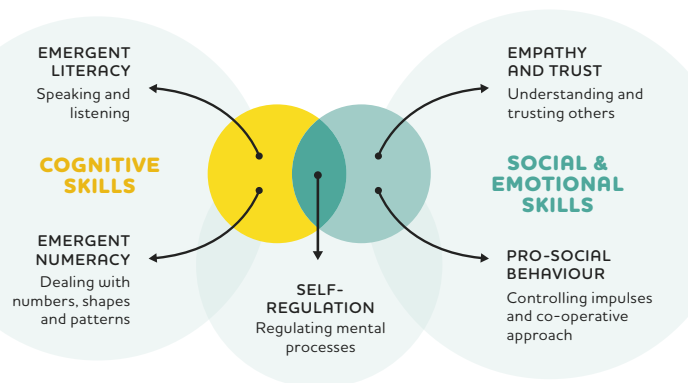 EMERGENT
LITERACY
Speaking and
listening
COGNITIVE
SKILLS
EMERGENT
NUMERACY
Dealing with
numbers, shapes
and patterns
SELF-
REGULATION
Regulating mental
processes
EMPATHY
AND TRUST
Understanding and
trusting others
SOCIAL &
EMOTIONAL
SKILLS
PRO-SOCIAL
BEHAVIOUR
Controlling impulses
and co-operative
approach